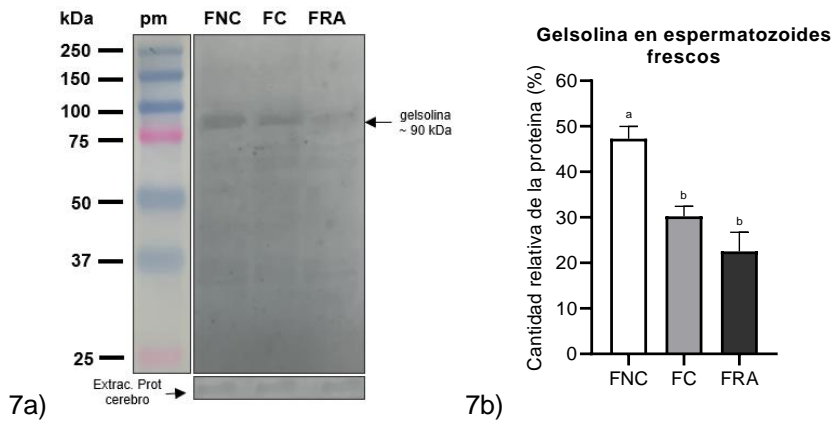 kDa pm FNC FC FRA
250
150
100
75
50
37
25
gelsolina
~ 90 kDa
Extrac. Prot
cerebro
7a)
Gelsolina en espermatozoides
frescos
Cantidad relativa de la proteina (%)
60
50
40
30
20
10
0
a
b
b
FNC FC FRA
7b)